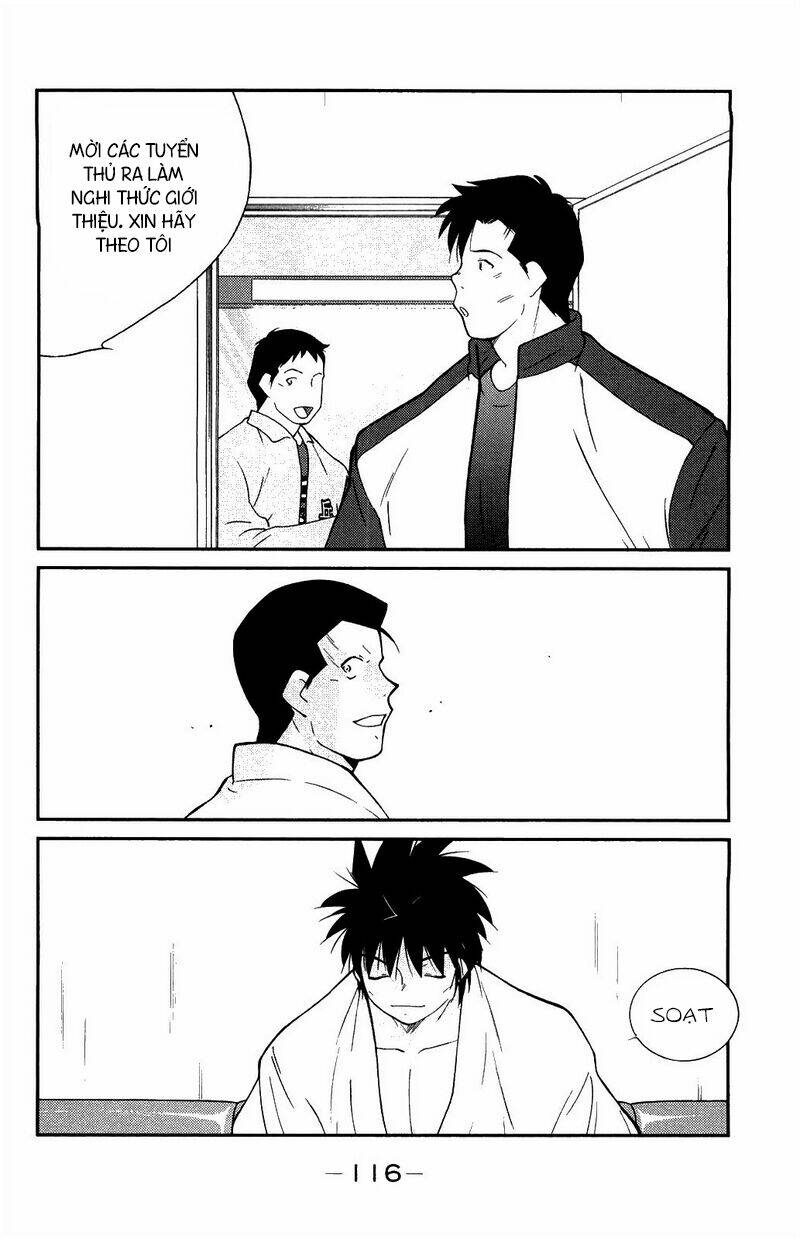 MỜI CÁC TUYỂN
THỦ RA LÀM
NGHI THỨC GIỚI
THIỆU. XIN HÃY
THEO TÔI
SOẠT
-116-